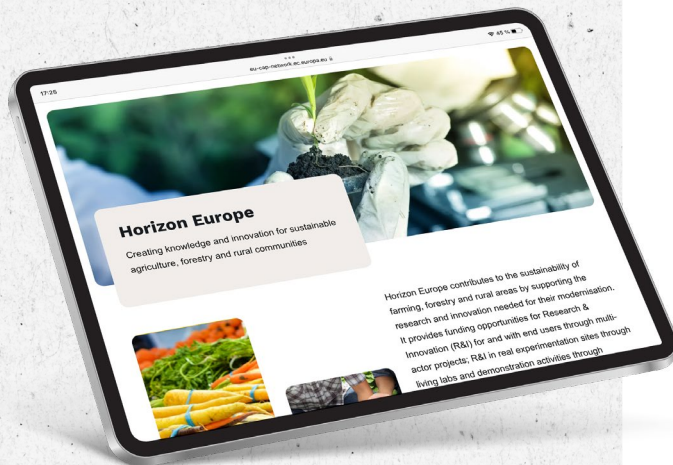 17:26
eu-cap-network.ec.europa.eu
45 %
Horizon Europe
Creating knowledge and innovation for sustainable
agriculture, forestry and rural communities
Horizon Europe contributes to the sustainability of
farming, forestry and rural areas by supporting the
research and innovation needed for their modernisation.
It provides funding opportunities for Research &
Innovation (R&I) for and with end users through multi-
actor projects; R&I in real experimentation sites through
living labs and demonstration activities through